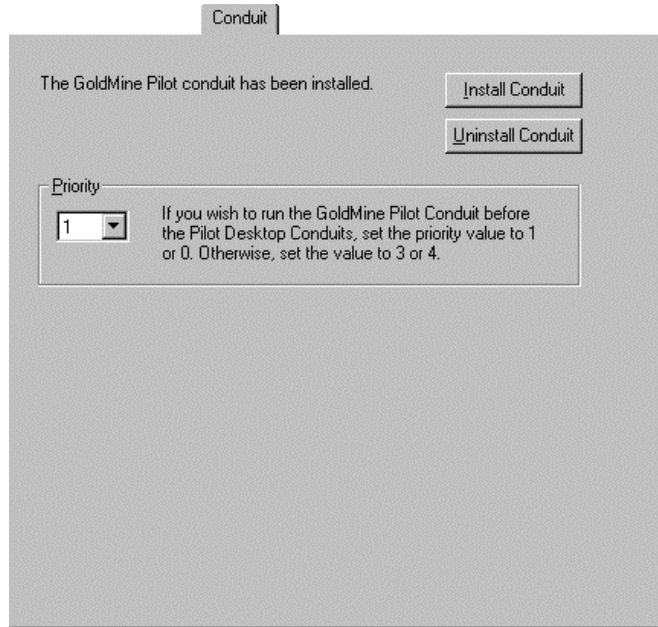 Conduit
The GoldMine Pilot conduit has been installed.
Install Conduit
Uninstall Conduit
Priority
1
If you wish to run the GoldMine Pilot Conduit before
the Pilot Desktop Conduits, set the priority value to 1
or 0. Otherwise, set the value to 3 or 4.